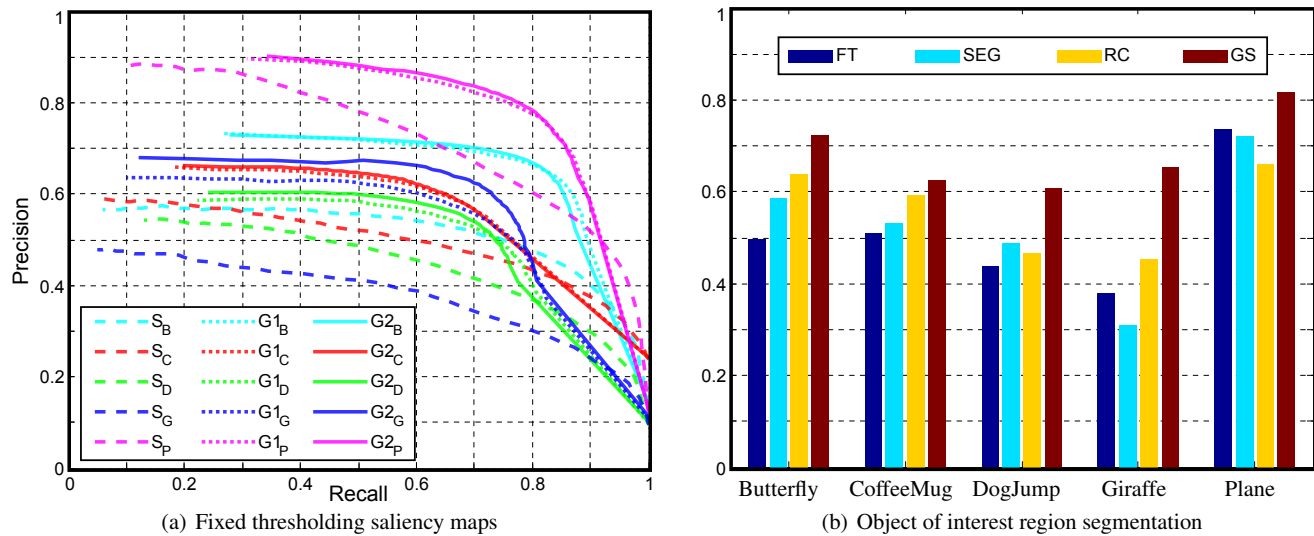 1
0.8
0.6
0.4
0.2
0
Precision
S_B G1_B G2_B
S_C G1_C G2_C
S_D G1_D G2_D
S_G G1_G G2_G
S_P G1_P G2_P
0 0.2 0.4 0.6 0.8 1
Recall
(a) Fixed thresholding saliency maps
1
0.8
0.6
0.4
0.2
0
FT SEG RC GS
Butterfly CoffeeMug DogJump Giraffe Plane
(b) Object of interest region segmentation